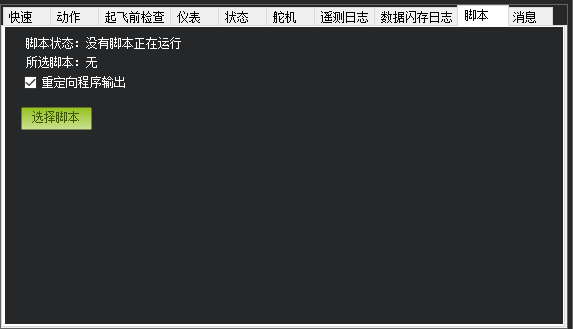 快速 动作 起飞前检查 仪表 状态 舵机 遥测日志 数据闪存日志 脚本 消息
脚本状态：没有脚本正在运行
所选脚本：无
重定向程序输出
选择脚本